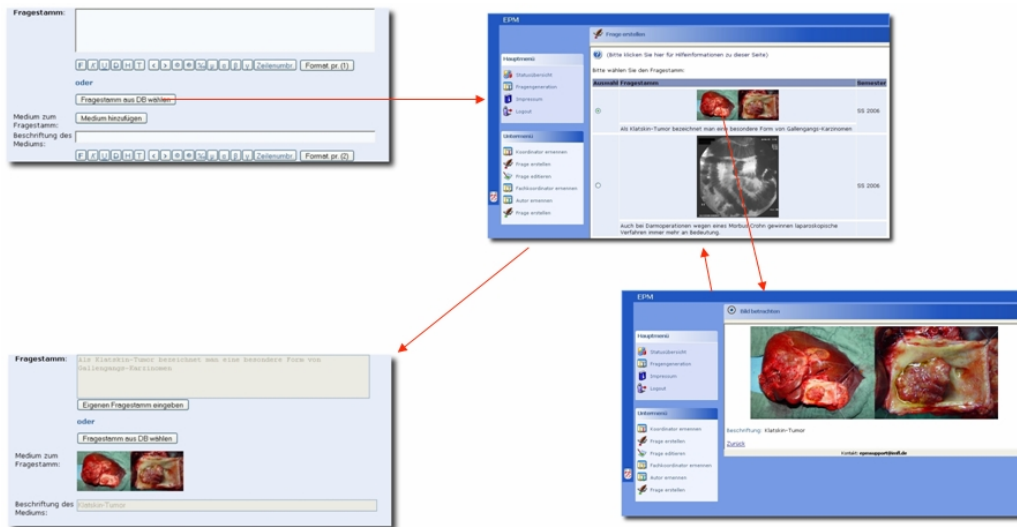 Fragestamm:
Zeilenumbr.
Format. pr. (1)
oder
Fragestamm aus DB wählen
Medium zum
Fragestamm:
Medium hinzufügen
Beschriftung des
Mediums:
Zeilenumbr.
Format. pr. (2)
EPM
Frage erstellen
(Bitte klicken Sie hier für Hilfeinformationen zu dieser Seite)
Bitte wählen Sie den Fragestamm:
Auswahl Fragestamm Semester
SS 2006
Als Klatskin-Tumor bezeichnet man eine besondere Form von Gallengangs-Karzinomen
SS 2006
Auch bei Darmoperationen wegen eines Morbus Crohn gewinnen laparoskopische
Verfahren immer mehr an Bedeutung.
Hauptmenü
Statusübersicht
Fragengeneration
Impressum
Logout
Untermenü
Koordinator ernennen
Frage erstellen
Frage editieren
Fachkoordinator ernennen
Autor ernennen
Frage erstellen
Fragestamm:
Als Klatskin-Tumor bezeichnet man eine besondere Form von
Gallengangs-Karzinomen
Eigenen Fragestamm eingeben
oder
Fragestamm aus DB wählen
Medium zum
Fragestamm:
Beschriftung des
Mediums:
Klatskin-Tumor
EPM
Bild betrachten
Hauptmenü
Statusübersicht
Fragengeneration
Impressum
Logout
Untermenü
Koordinator ernennen
Frage erstellen
Frage editieren
Fachkoordinator ernennen
Autor ernennen
Frage erstellen
Beschriftung: Klatskin-Tumor
Zurück
Kontakt: